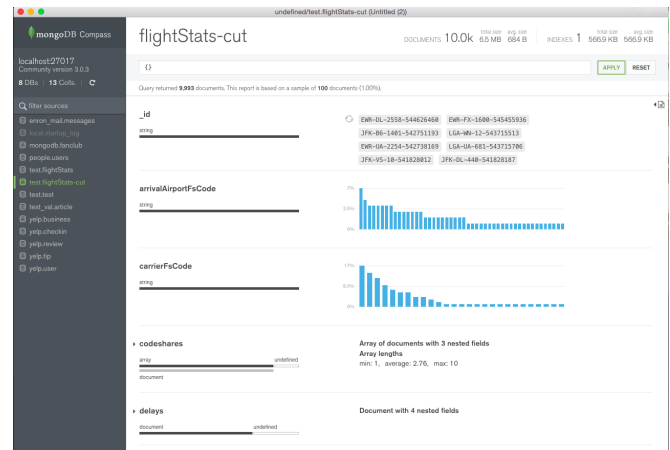 undefined/test.flightStats-cut (Untitled (2))
mongoDB Compass
flightStats-cut
DOCUMENTS 10.0k total size 6.5 MB avg. size 684 B
INDEXES 1 total size 566.9 KB avg. size 566.9 KB
localhost:27017
Community version 3.0.3
8 DBs 13 Colls.
{}
APPLY RESET
Query returned 9,993 documents. This report is based on a sample of 100 documents (1.00%).
filter sources
enron_mail.messages
local.startup_log
mongodb.fanclub
people.users
test.flightStats
test.flightStats-cut
test.test
text_val.article
yelp.business
yelp.checkin
yelp.review
yelp.tip
yelp.user
_id
string
EWR-DL-2558-544626460 EWR-FX-1600-545455936
JFK-B6-1401-542751193 LGA-WN-12-543715513
EWR-UA-2254-542738169 LGA-UA-681-543715706
JFK-VS-10-541828012 JFK-DL-440-541828187
arrivalAirportFsCode
string
7%
3.5%
0%
carrierFsCode
string
17%
8.5%
0%
codeshares
array undefined
document
Array of documents with 3 nested fields
Array lengths
min: 1, average: 2.76, max: 10
delays
document undefined
Document with 4 nested fields